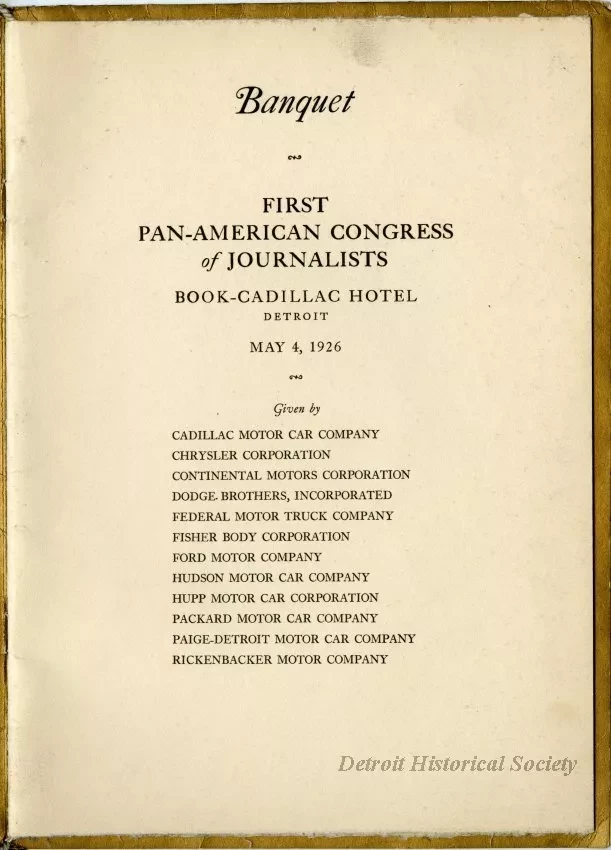 Banquet
FIRST
PAN-AMERICAN CONGRESS
of JOURNALISTS
BOOK-CADILLAC HOTEL
DETROIT
MAY 4, 1926
Given by
CADILLAC MOTOR CAR COMPANY
CHRYSLER CORPORATION
CONTINENTAL MOTORS CORPORATION
DODGE BROTHERS, INCORPORATED
FEDERAL MOTOR TRUCK COMPANY
FISHER BODY CORPORATION
FORD MOTOR COMPANY
HUDSON MOTOR CAR COMPANY
HUPP MOTOR CAR CORPORATION
PACKARD MOTOR CAR COMPANY
PAIGE-DETROIT MOTOR CAR COMPANY
RICKENBACKER MOTOR COMPANY
Detroit Historical Society